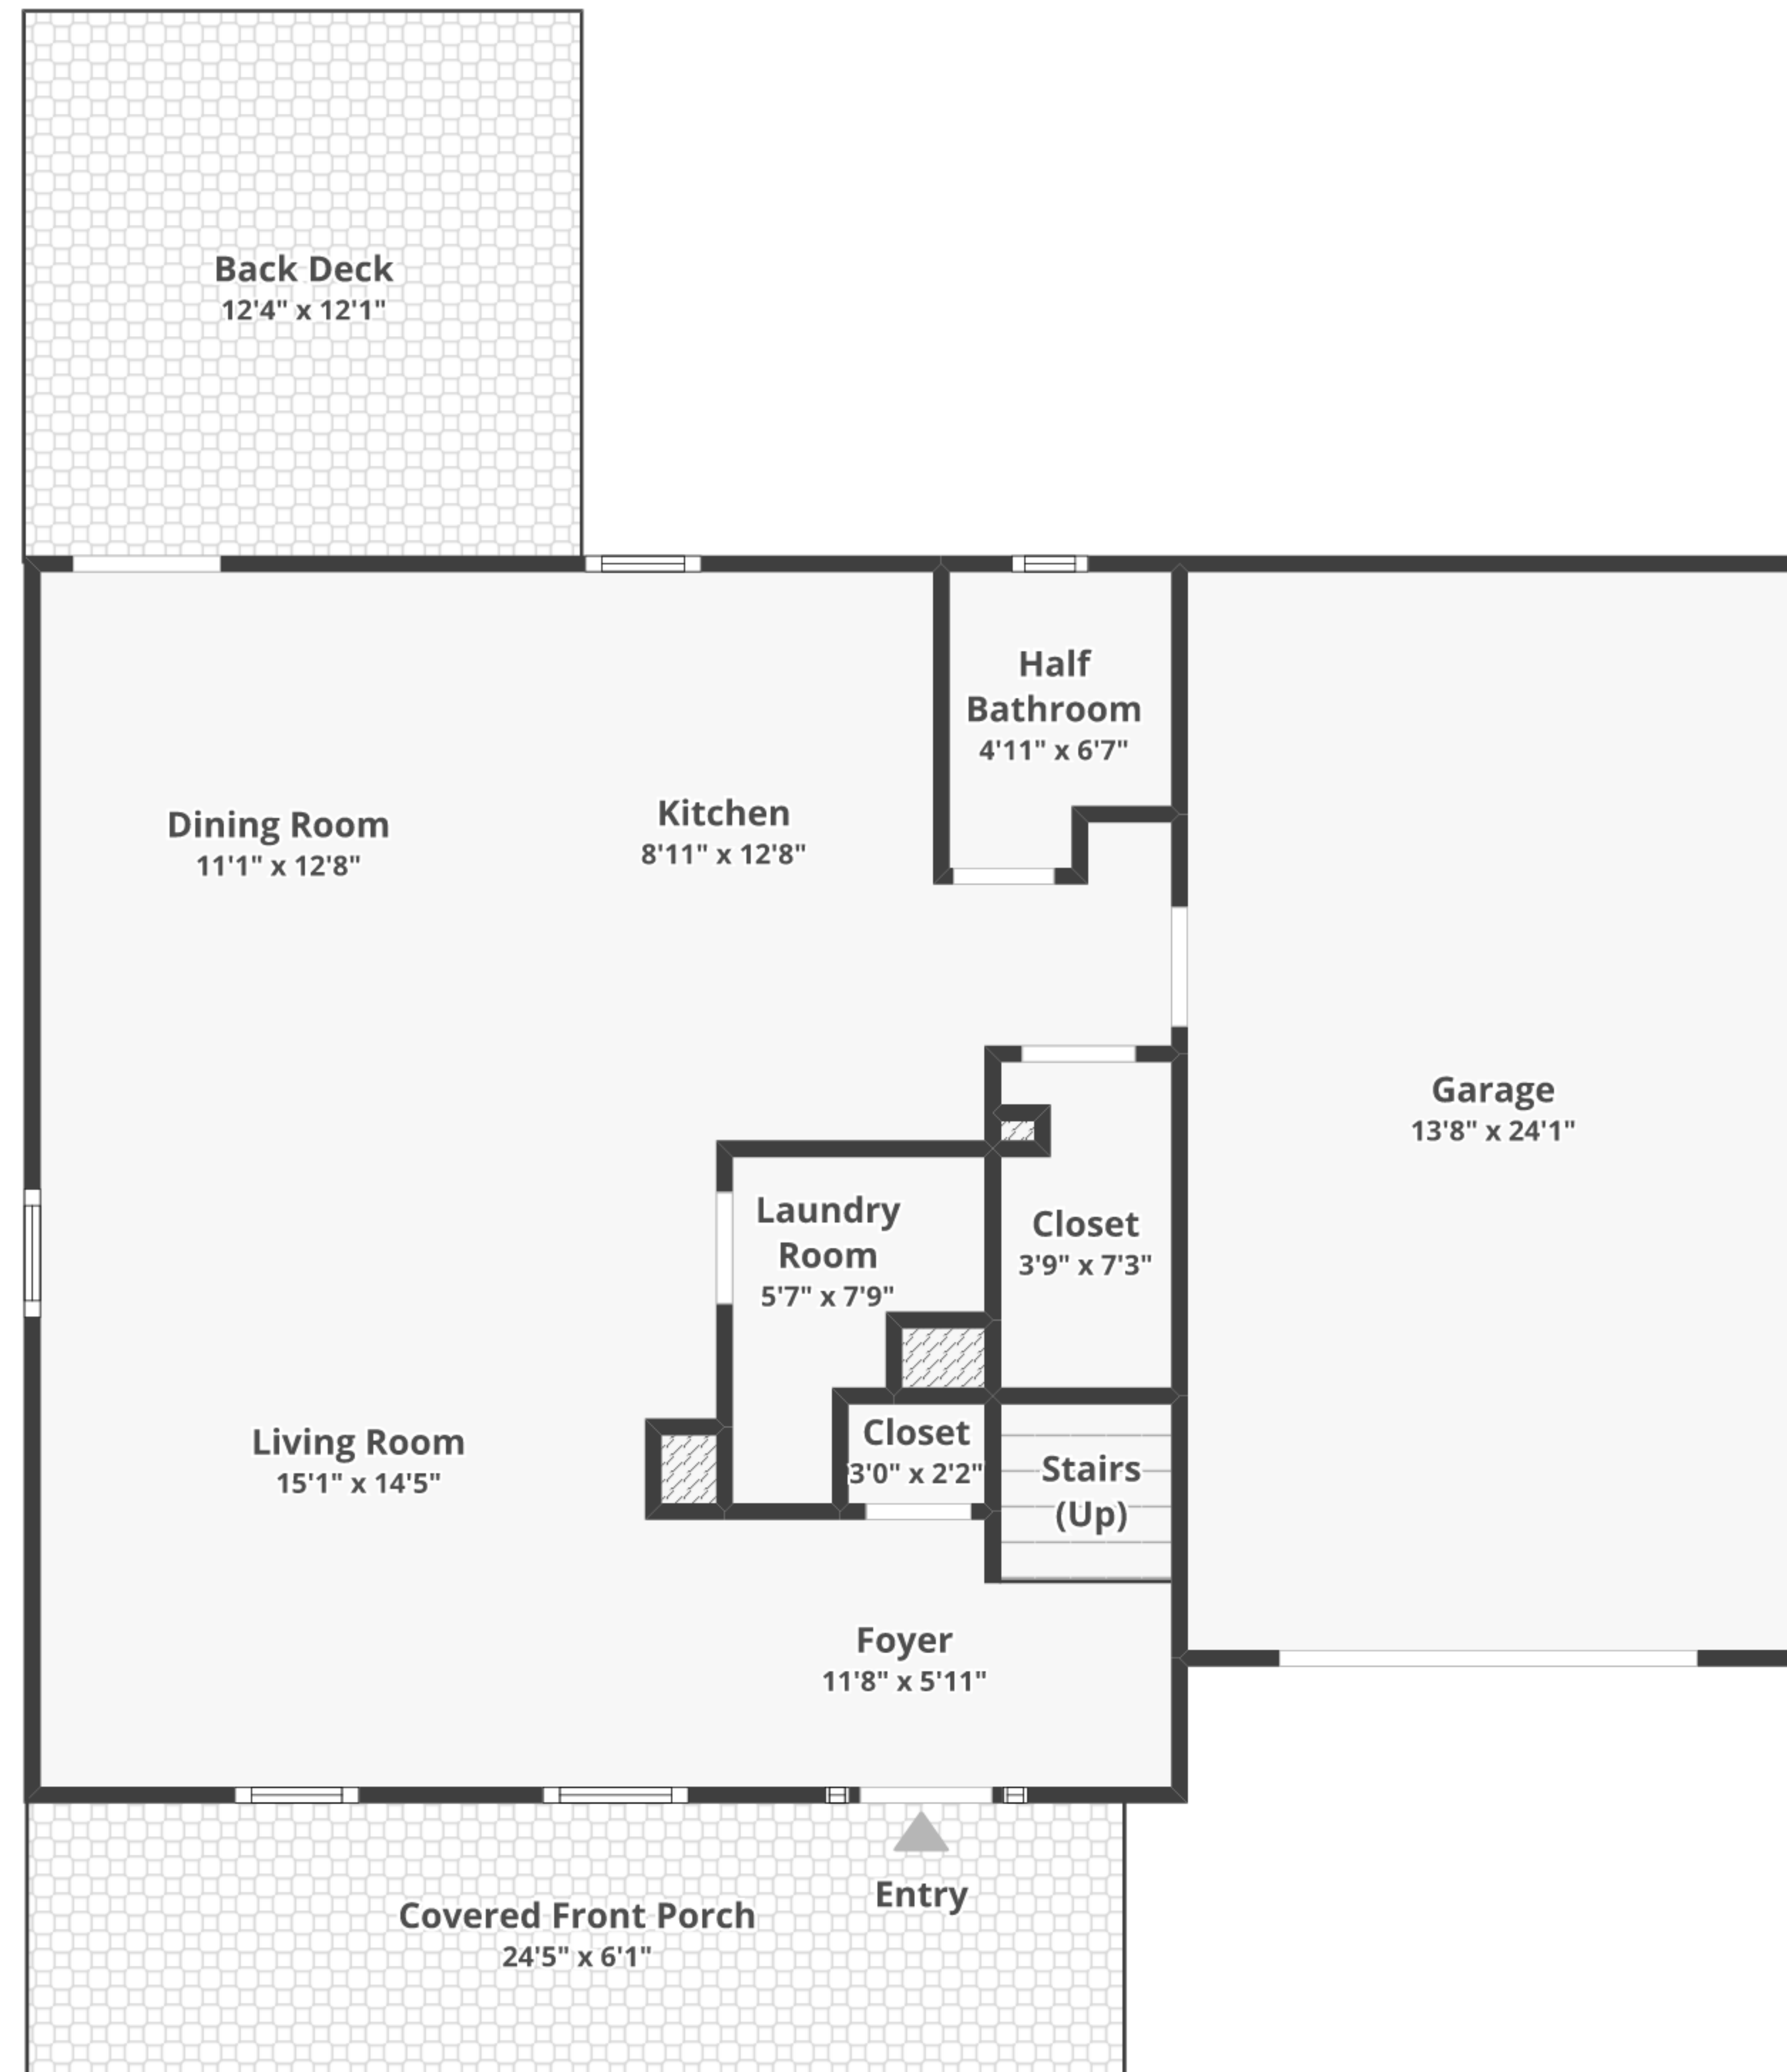 Back Deck
12'4" x 12'1"
Half
Bathroom
4'11" x 6'7"
Dining Room
11'1" x 12'8"
Kitchen
8'11" x 12'8"
Garage
13'8" x 24'1"
Laundry
Room
5'7" x 7'9"
Closet
3'9" x 7'3"
Living Room
15'1" x 14'5"
Closet
3'0" x 2'2"
Stairs
(Up)
Foyer
11'8" x 5'11"
Entry
Covered Front Porch
24'5" x 6'1"